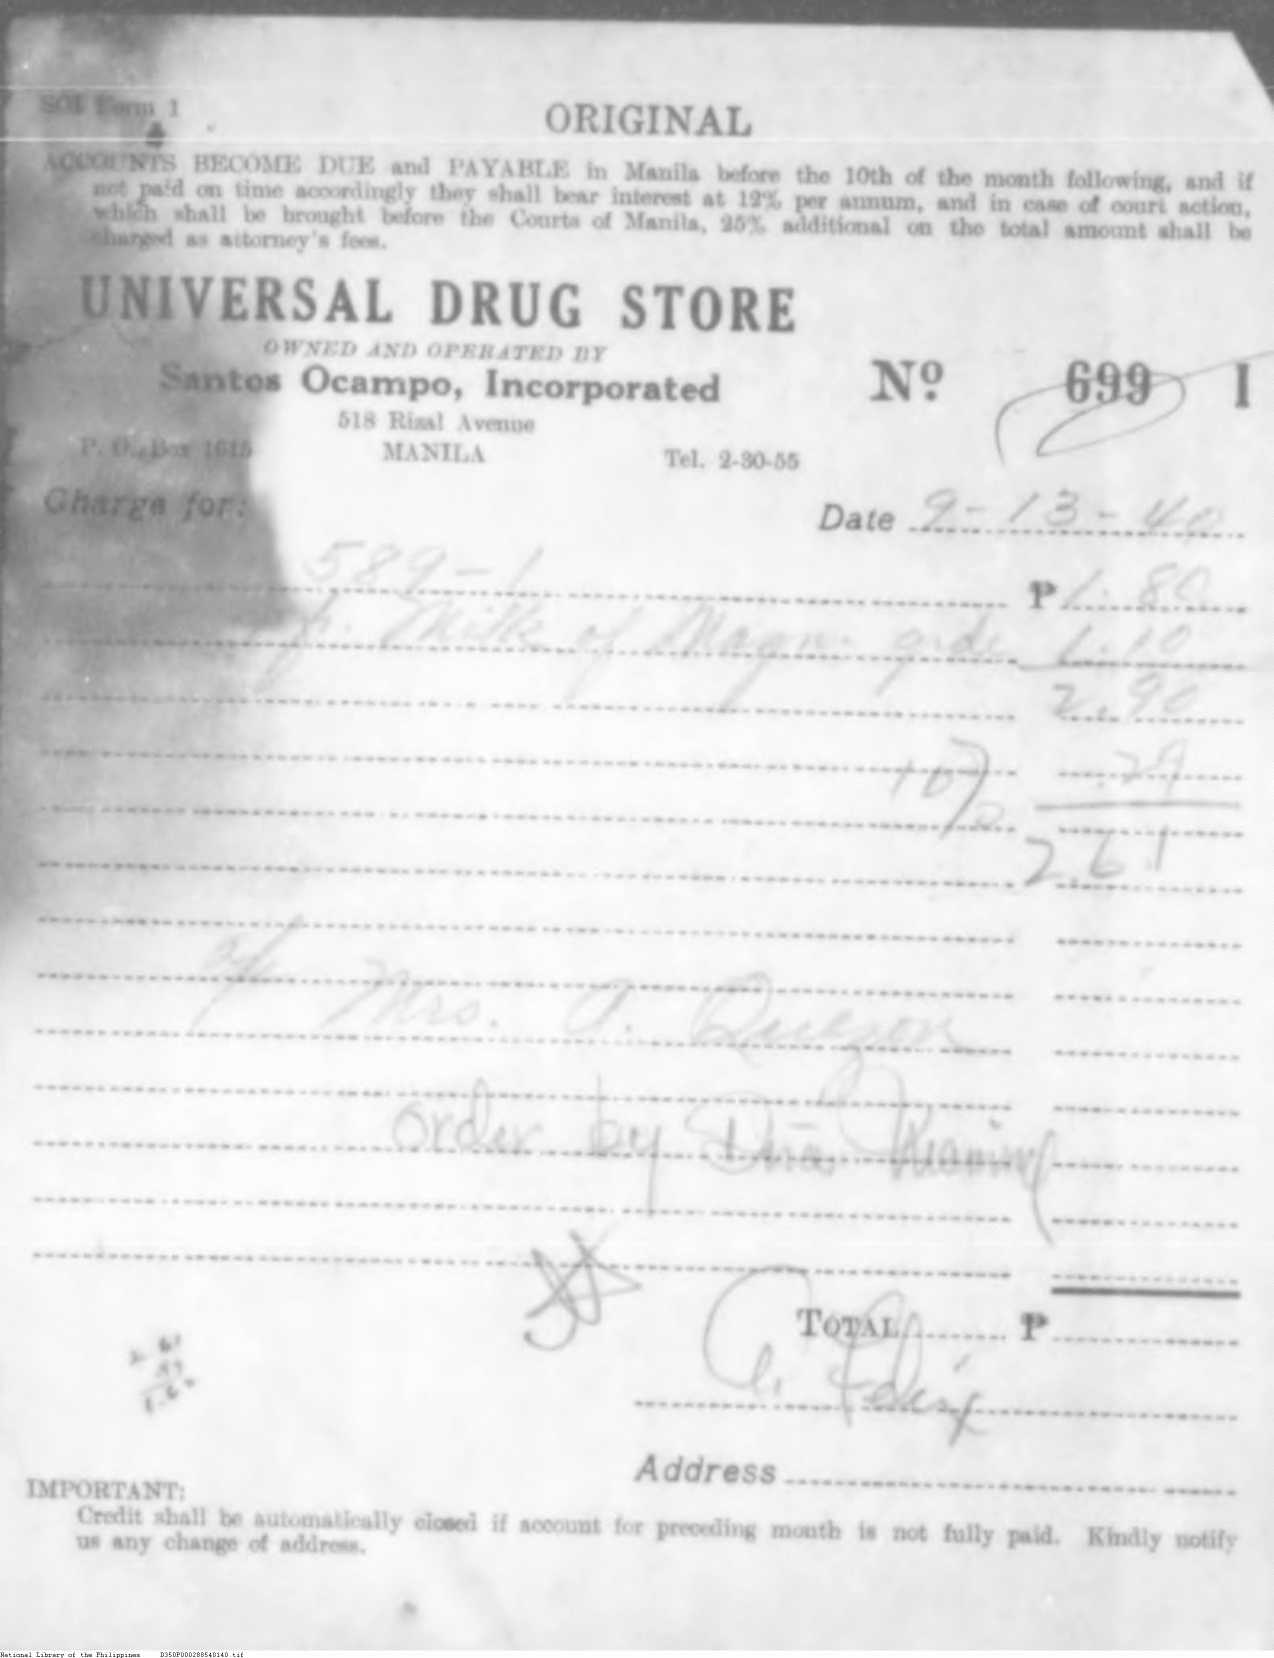 SOI Form 1
ORIGINAL
ACCOUNTS BECOME DUE and PAYABLE in Manila before the 10th of the month following, and if
not paid on time accordingly they shall bear interest at 12% per annum, and in case of court action,
which shall be brought before the Courts of Manila, 25% additional on the total amount shall be
charged as attorney's fees.
UNIVERSAL DRUG STORE
OWNED AND OPERATED BY
Santos Ocampo, Incorporated
Nº 699 I
518 Rizal Avenue
P. O. Box 1615 MANILA Tel. 2-30-55
Charge for: Date 9-13-40
589-1 ₱ 1.80
Milk of Magn. gde 1.10
2.90
10% .29
2.61
a/c Mrs. A. Quezon
order by Dña
TOTAL ₱
C. Felix
2.61
Address
IMPORTANT:
Credit shall be automatically closed if account for preceding month is not fully paid. Kindly notify
us any change of address.
National Library of the Philippines D350P000288540140.tif